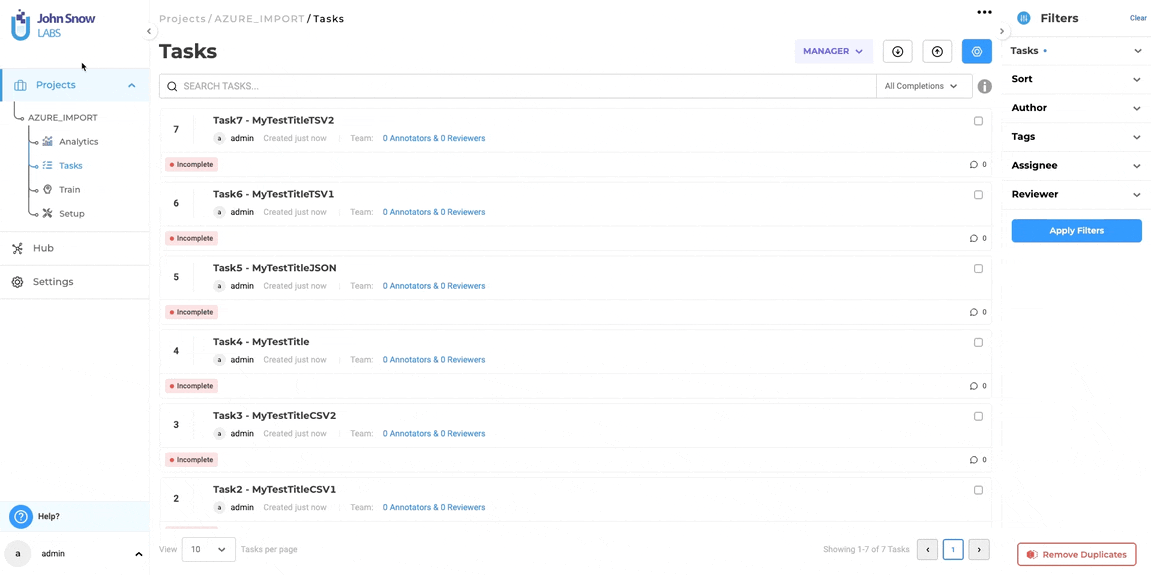 John Snow
LABS
Projects
AZURE_IMPORT
Analytics
Tasks
Train
Setup
Hub
Settings
Help?
a admin
Projects / AZURE_IMPORT / Tasks
Tasks
MANAGER
SEARCH TASKS...
All Completions
7 Task7 - MyTestTitleTSV2
a admin Created just now Team: 0 Annotators & 0 Reviewers
Incomplete 0
6 Task6 - MyTestTitleTSV1
a admin Created just now Team: 0 Annotators & 0 Reviewers
Incomplete 0
5 Task5 - MyTestTitleJSON
a admin Created just now Team: 0 Annotators & 0 Reviewers
Incomplete 0
4 Task4 - MyTestTitle
a admin Created just now Team: 0 Annotators & 0 Reviewers
Incomplete 0
3 Task3 - MyTestTitleCSV2
a admin Created just now Team: 0 Annotators & 0 Reviewers
Incomplete 0
2 Task2 - MyTestTitleCSV1
a admin Created just now Team: 0 Annotators & 0 Reviewers
View 10 Tasks per page
Showing 1-7 of 7 Tasks
1
Filters
Clear
Tasks
Sort
Author
Tags
Assignee
Reviewer
Apply Filters
Remove Duplicates